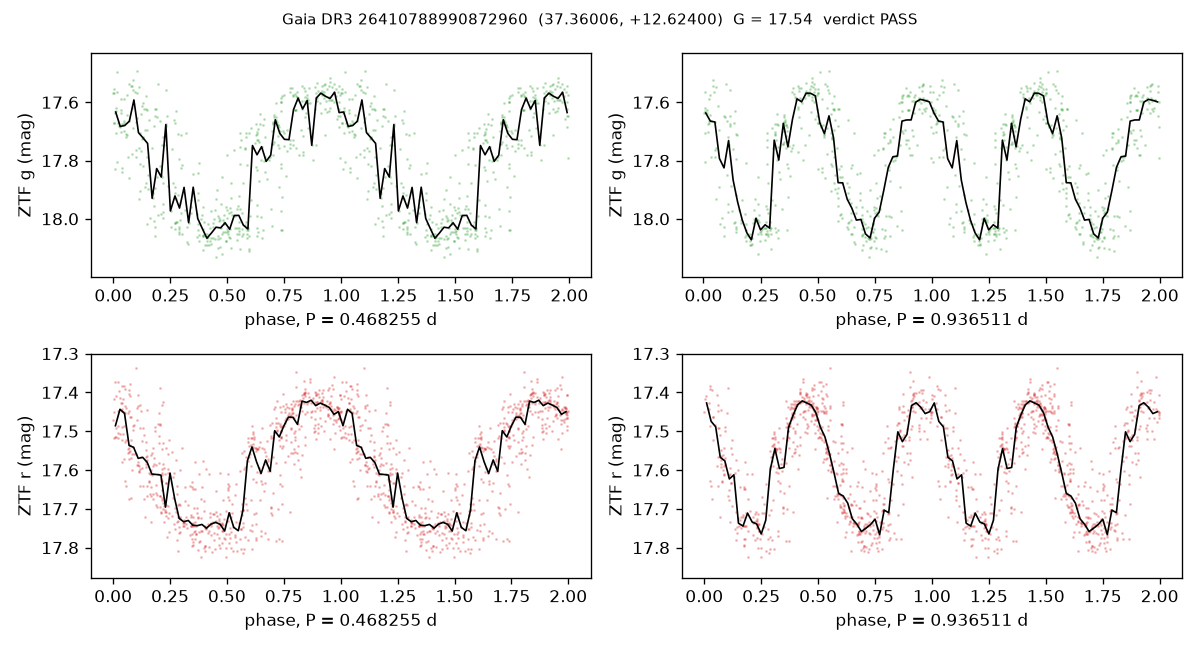 Gaia DR3 26410788990872960 (37.36006, +12.62400) G = 17.54 verdict PASS
ZTF g (mag)
17.6
17.8
18.0
0.00 0.25 0.50 0.75 1.00 1.25 1.50 1.75 2.00
phase, P = 0.468255 d
ZTF g (mag)
17.6
17.8
18.0
0.00 0.25 0.50 0.75 1.00 1.25 1.50 1.75 2.00
phase, P = 0.936511 d
ZTF r (mag)
17.3
17.4
17.5
17.6
17.7
17.8
0.00 0.25 0.50 0.75 1.00 1.25 1.50 1.75 2.00
phase, P = 0.468255 d
ZTF r (mag)
17.3
17.4
17.5
17.6
17.7
17.8
0.00 0.25 0.50 0.75 1.00 1.25 1.50 1.75 2.00
phase, P = 0.936511 d